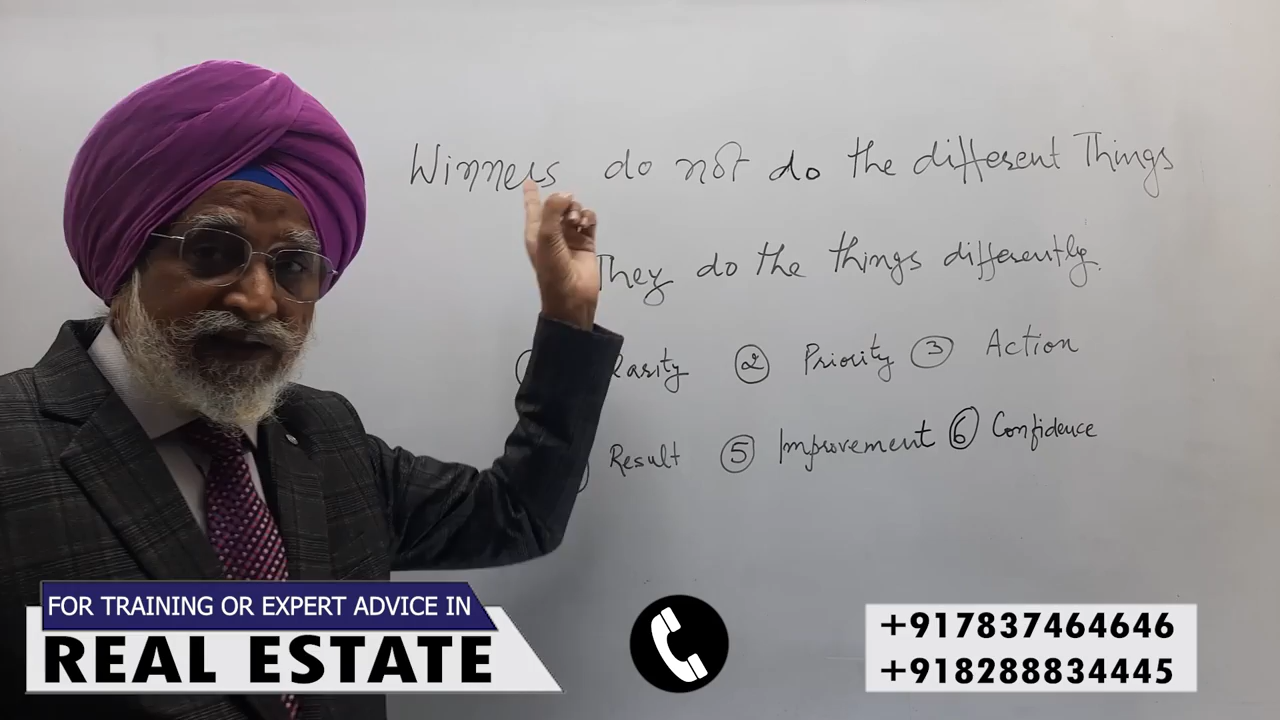 Winners do not do the different Things
They do the things differently.
② Priority ③ Action
Result ⑤ Improvement ⑥ Confidence
FOR TRAINING OR EXPERT ADVICE IN
REAL ESTATE
+917837464646
+918288834445